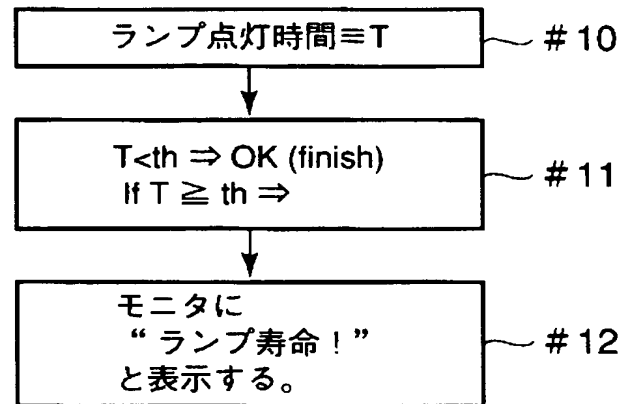 ランプ点灯時間≡T
#10
T<th ⇒ OK (finish)
If T ≧ th ⇒
#11
モニタに
“ランプ寿命!”
と表示する。
#12